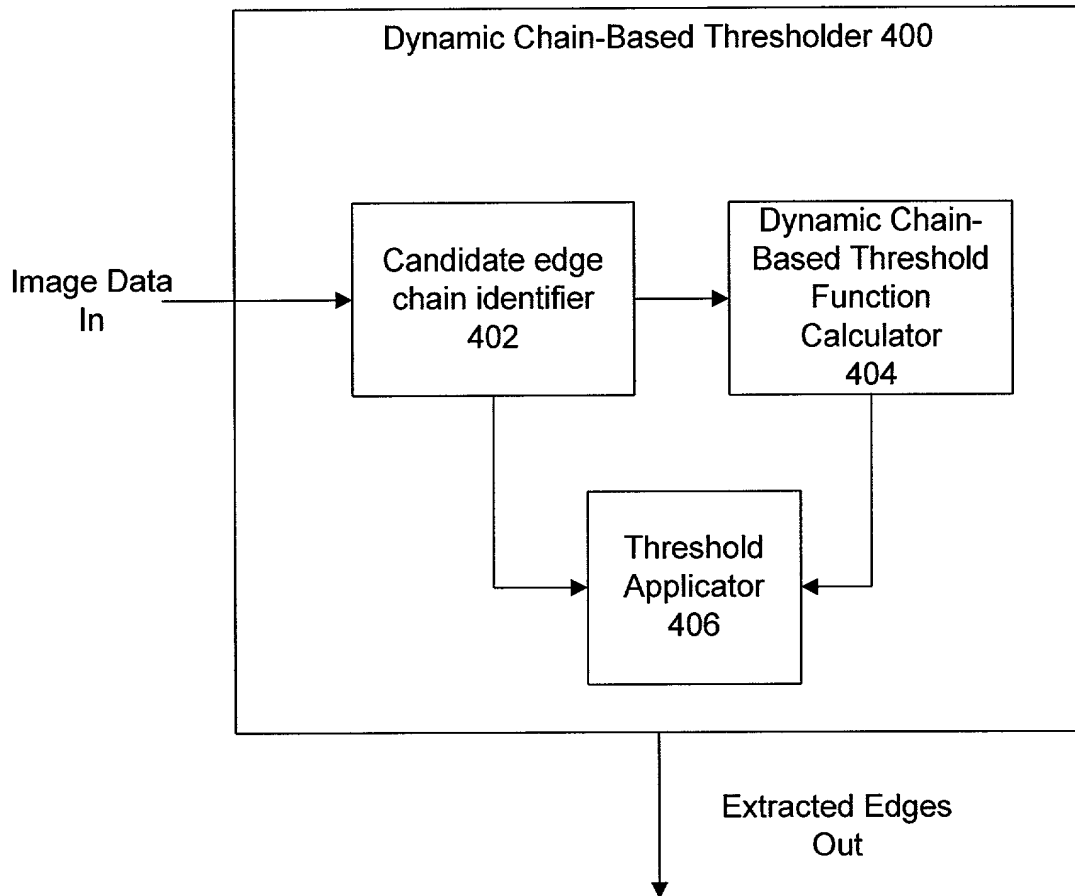 Dynamic Chain-Based Thresholder 400
Image Data
In
Candidate edge
chain identifier
402
Dynamic Chain-
Based Threshold
Function
Calculator
404
Threshold
Applicator
406
Extracted Edges
Out